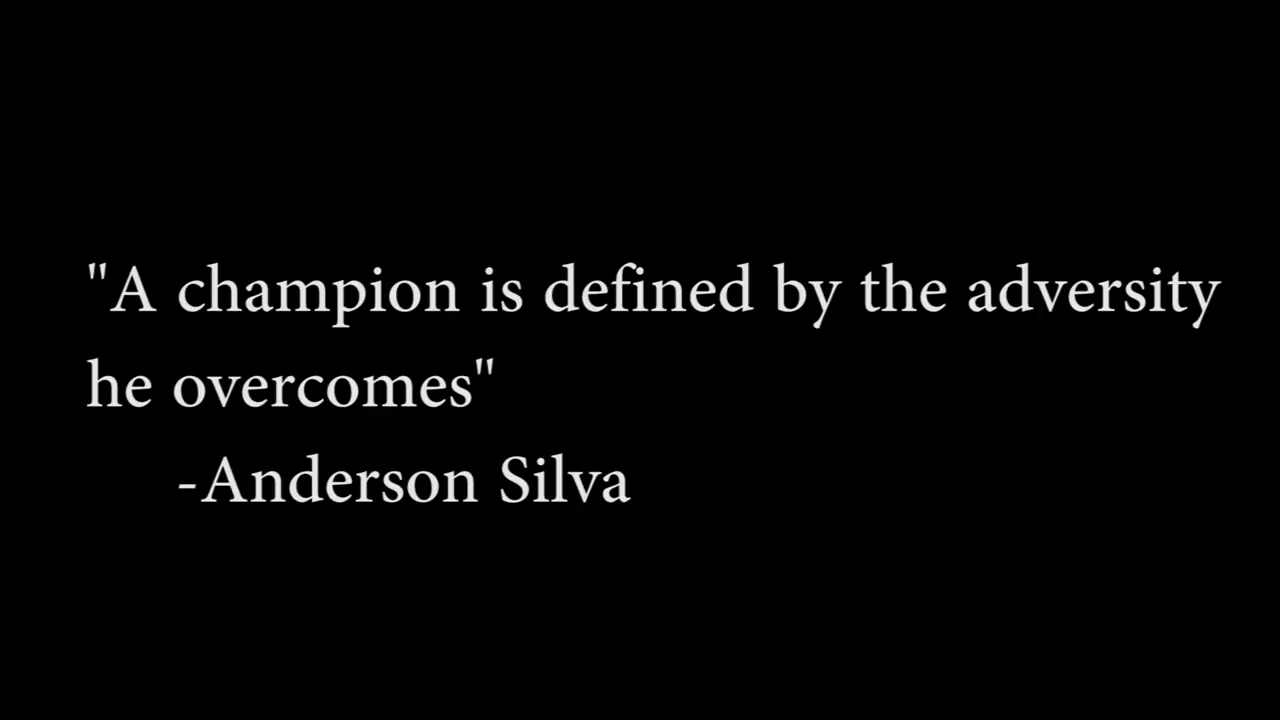 "A champion is defined by the adversity
he overcomes"
-Anderson Silva